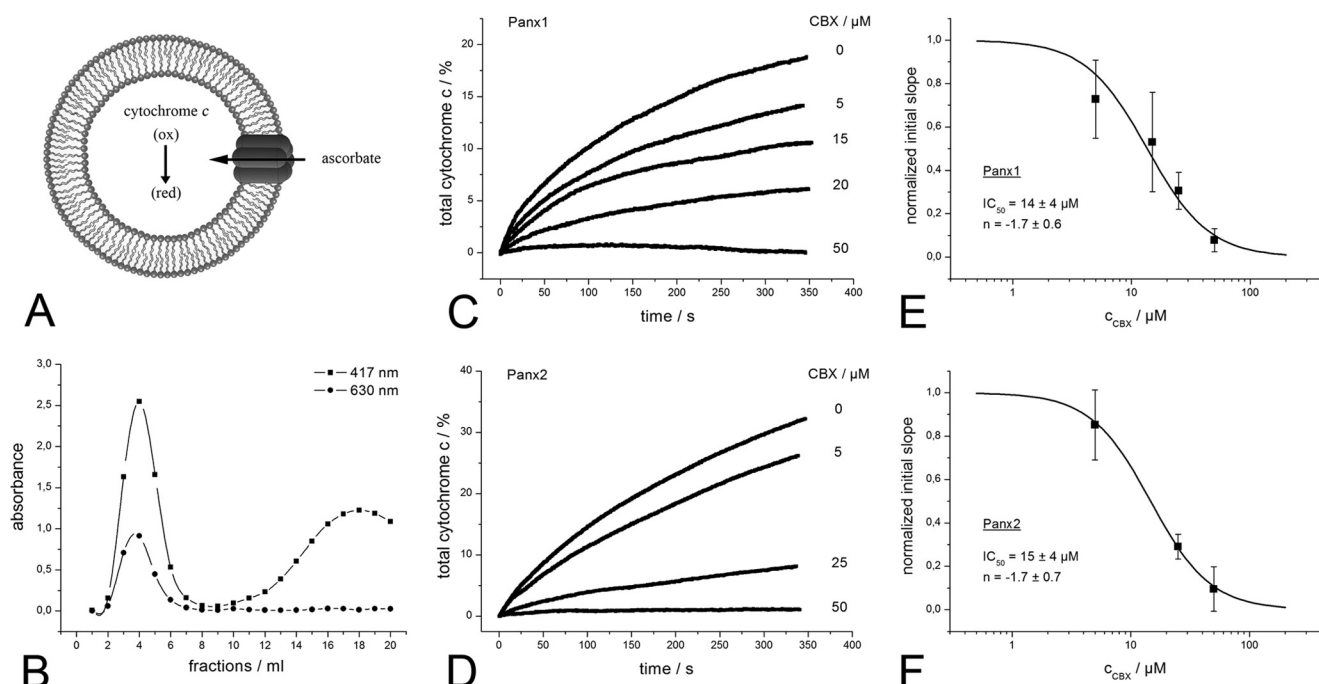 cytochrome c
(ox)
(red)
ascorbate
A
3,0
2,5
2,0
1,5
1,0
0,5
0,0
absorbance
417 nm
630 nm
0 2 4 6 8 10 12 14 16 18 20
fractions / ml
B
Panx1
CBX / µM
20
15
10
5
0
total cytochrome c / %
0
5
15
20
50
0 50 100 150 200 250 300 350 400
time / s
C
Panx2
CBX / µM
40
30
20
10
0
total cytochrome c / %
0
5
25
50
0 50 100 150 200 250 300 350 400
time / s
D
1,0
0,8
0,6
0,4
0,2
0,0
normalized initial slope
Panx1
IC50 = 14 ± 4 µM
n = -1.7 ± 0.6
1 10 100
cCBX / µM
E
1,0
0,8
0,6
0,4
0,2
0,0
normalized initial slope
Panx2
IC50 = 15 ± 4 µM
n = -1.7 ± 0.7
1 10 100
cCBX / µM
F